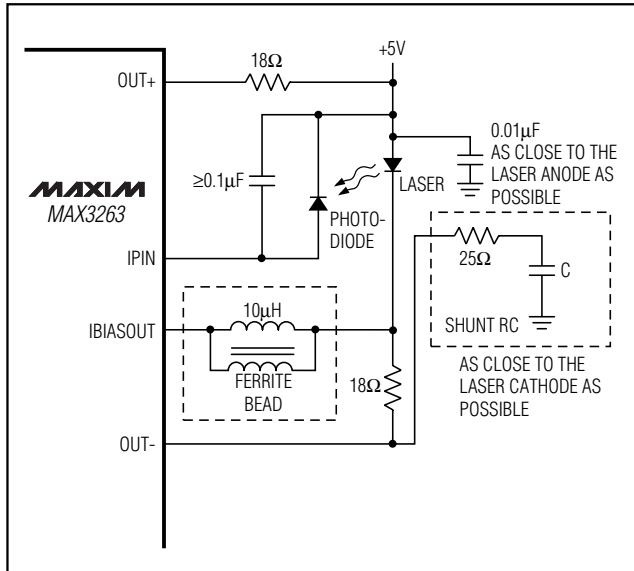 +5V
18Ω
OUT+
0.01µF
AS CLOSE TO THE
LASER ANODE AS
POSSIBLE
≥0.1µF
LASER
MAXIM
MAX3263
PHOTO-
DIODE
IPIN
25Ω
C
SHUNT RC
10µH
IBIASOUT
FERRITE
BEAD
18Ω
AS CLOSE TO THE
LASER CATHODE AS
POSSIBLE
OUT-